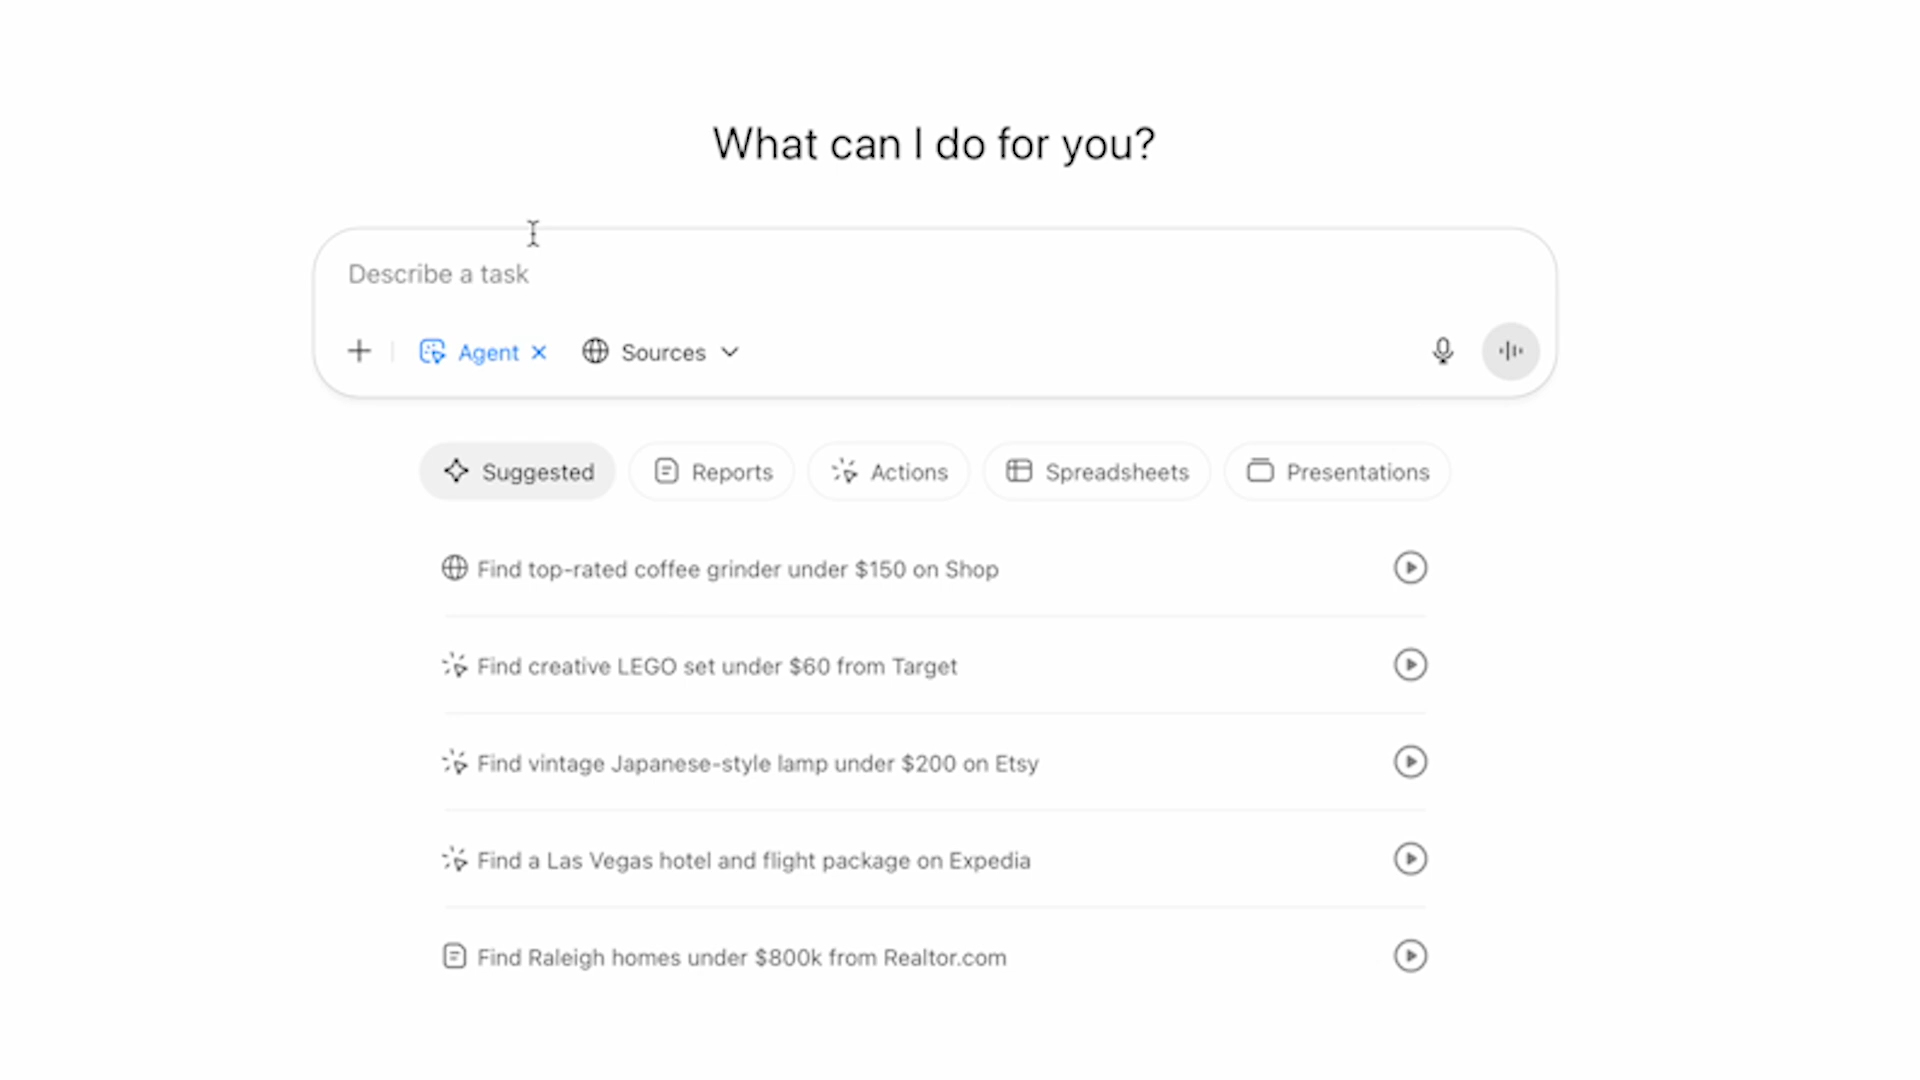 What can I do for you?
Describe a task
Agent Sources
Suggested Reports Actions Spreadsheets Presentations
Find top-rated coffee grinder under $150 on Shop
Find creative LEGO set under $60 from Target
Find vintage Japanese-style lamp under $200 on Etsy
Find a Las Vegas hotel and flight package on Expedia
Find Raleigh homes under $800k from Realtor.com